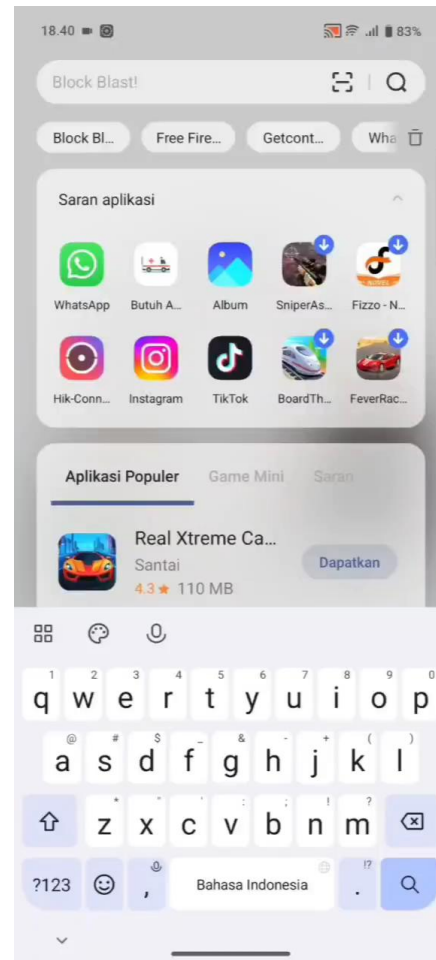 18.40 83%
Block Blast!
Block Bl... Free Fire... Getcont... Wha
Saran aplikasi
WhatsApp Butuh A... Album SniperAs... Fizzo - N...
Hik-Conn... Instagram TikTok BoardTh... FeverRac...
Aplikasi Populer Game Mini Saran
Real Xtreme Ca...
Santai
Dapatkan
4.3★ 110 MB
1 2 3 4 5 6 7 8 9 0
q w e r t y u i o p
@ # $ _ & - + ( )
a s d f g h j k l
* " ' : ; ! ?
z x c v b n m
!?
?123 , Bahasa Indonesia .